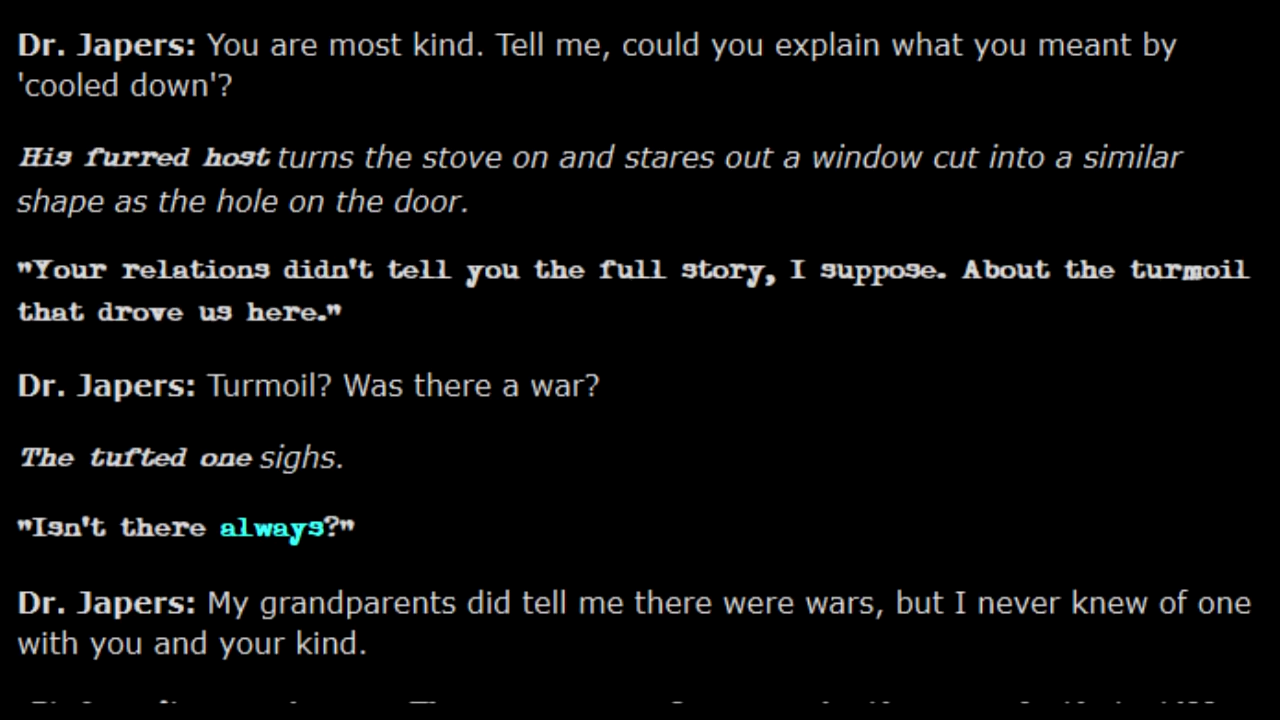 Dr. Japers: You are most kind. Tell me, could you explain what you meant by
'cooled down'?
His furred host turns the stove on and stares out a window cut into a similar
shape as the hole on the door.
"Your relations didn't tell you the full story, I suppose. About the turmoil
that drove us here."
Dr. Japers: Turmoil? Was there a war?
The tufted one sighs.
"Isn't there always?"
Dr. Japers: My grandparents did tell me there were wars, but I never knew of one
with you and your kind.